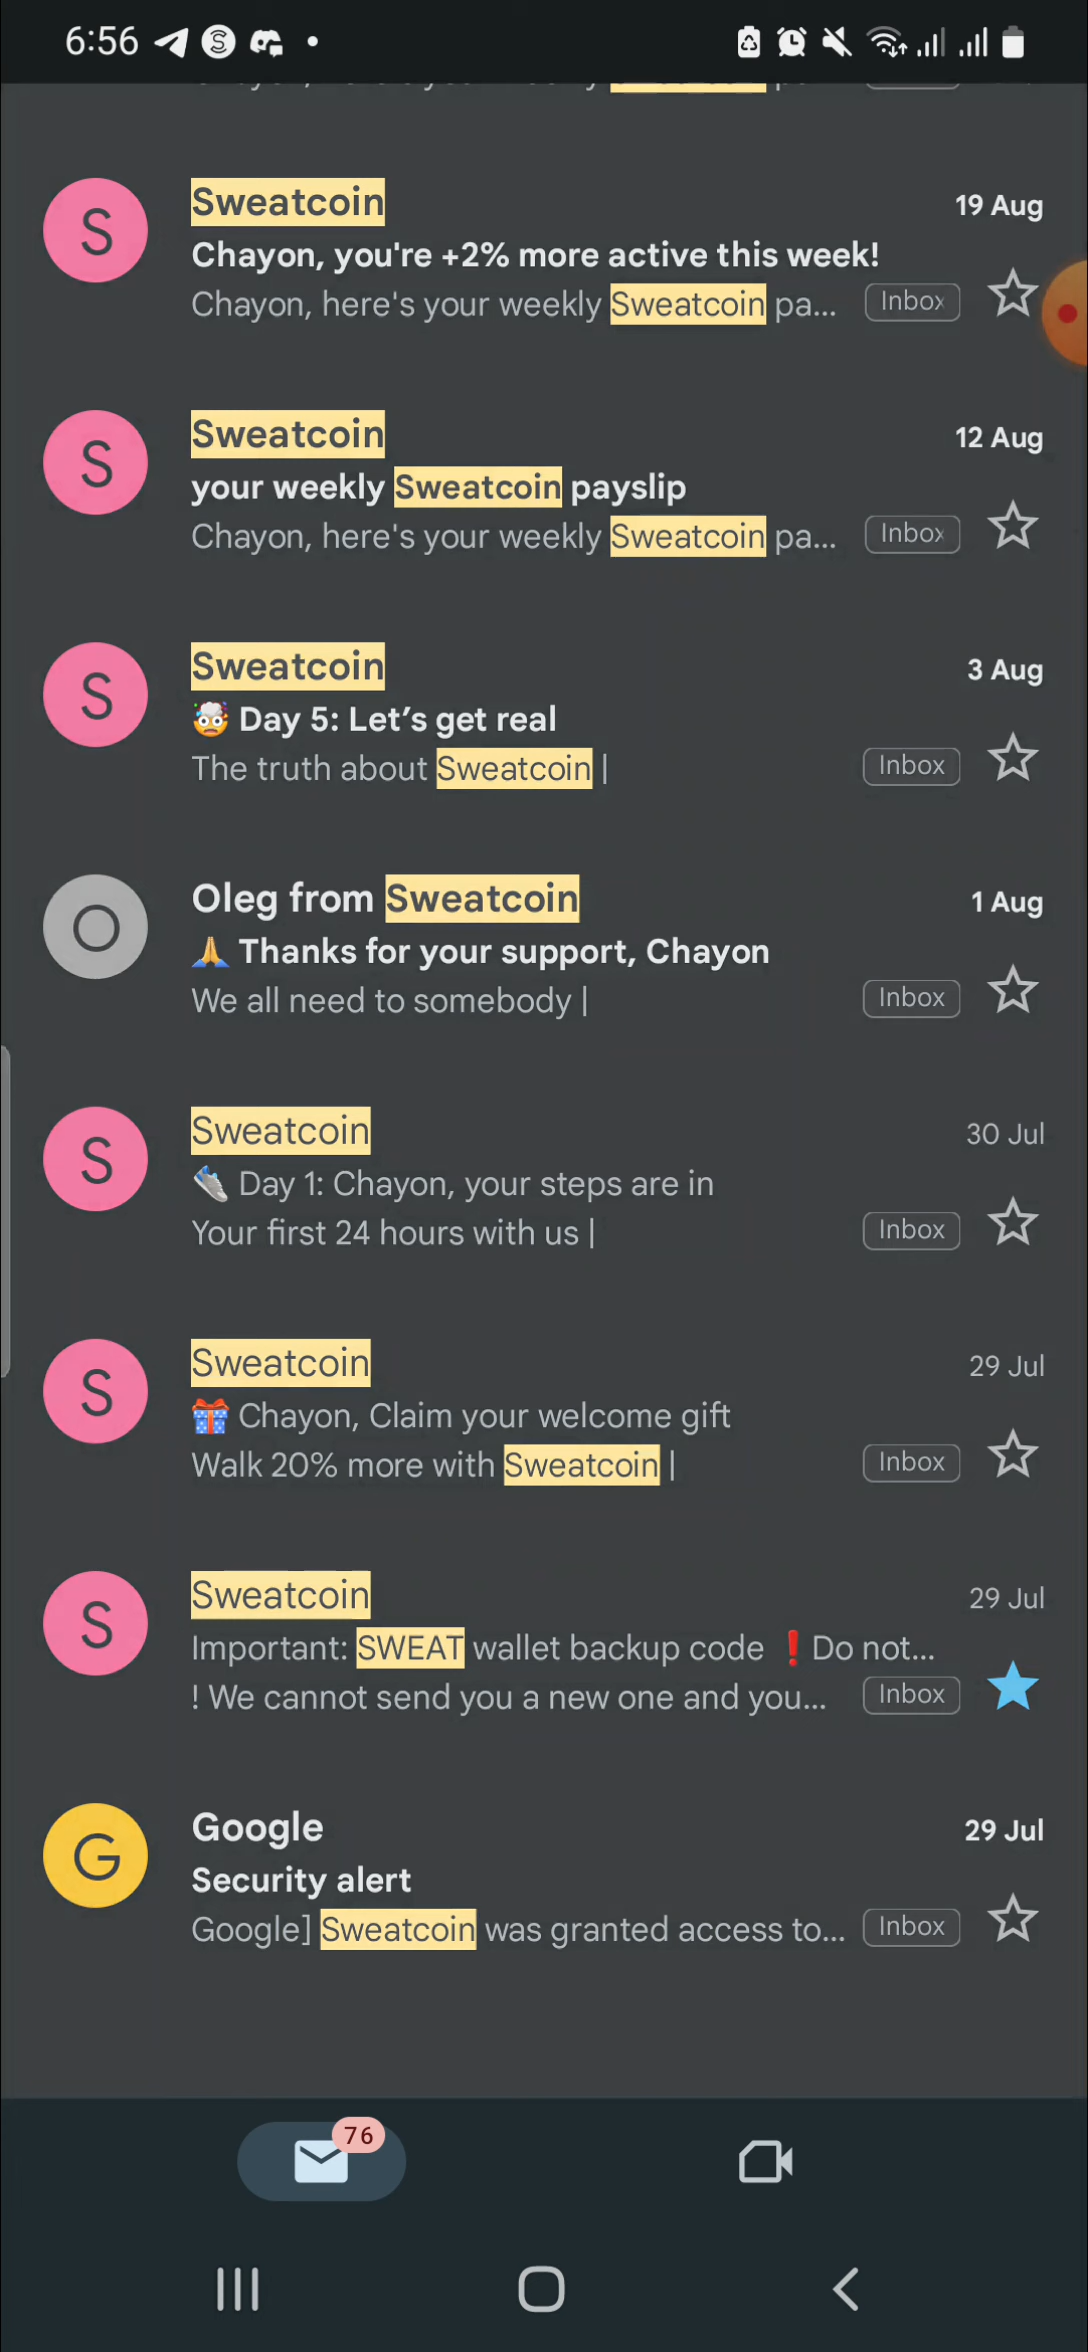 6:56
Sweatcoin
19 Aug
Chayon, you're +2% more active this week!
Chayon, here's your weekly Sweatcoin pa... Inbox
Sweatcoin
12 Aug
your weekly Sweatcoin payslip
Chayon, here's your weekly Sweatcoin pa... Inbox
Sweatcoin
3 Aug
🤯 Day 5: Let’s get real
The truth about Sweatcoin | Inbox
Oleg from Sweatcoin
1 Aug
🙏 Thanks for your support, Chayon
We all need to somebody | Inbox
Sweatcoin
30 Jul
👟 Day 1: Chayon, your steps are in
Your first 24 hours with us | Inbox
Sweatcoin
29 Jul
🎁 Chayon, Claim your welcome gift
Walk 20% more with Sweatcoin | Inbox
Sweatcoin
29 Jul
Important: SWEAT wallet backup code ❗Do not...
! We cannot send you a new one and you... Inbox
Google
29 Jul
Security alert
Google] Sweatcoin was granted access to... Inbox
76
S
S
S
O
S
S
S
G